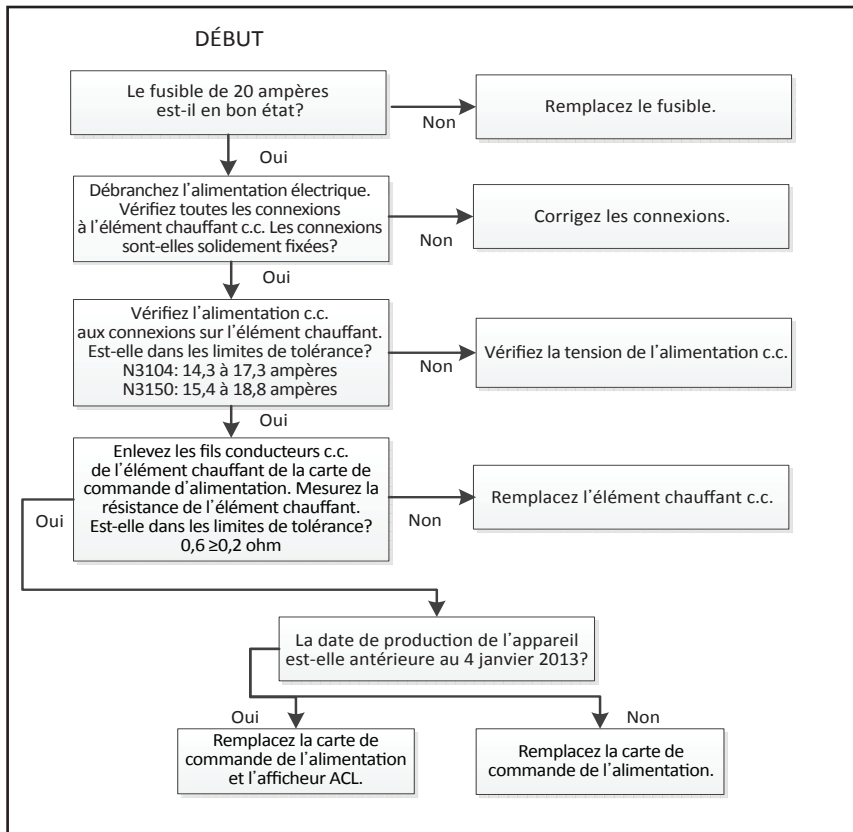 DÉBUT
Le fusible de 20 ampères
est-il en bon état?
Non
Remplacez le fusible.
Oui
Débranchez l'alimentation électrique.
Vérifiez toutes les connexions
à l'élément chauffant c.c. Les connexions
sont-elles solidement fixées?
Non
Corrigez les connexions.
Oui
Vérifiez l'alimentation c.c.
aux connexions sur l'élément chauffant.
Est-elle dans les limites de tolérance?
N3104: 14,3 à 17,3 ampères
N3150: 15,4 à 18,8 ampères
Non
Vérifiez la tension de l'alimentation c.c.
Oui
Enlevez les fils conducteurs c.c.
de l'élément chauffant de la carte de
commande d'alimentation. Mesurez la
résistance de l'élément chauffant.
Est-elle dans les limites de tolérance?
0,6 ≥0,2 ohm
Oui
Non
Remplacez l'élément chauffant c.c.
La date de production de l'appareil
est-elle antérieure au 4 janvier 2013?
Oui
Non
Remplacez la carte de
commande de l'alimentation
et l'afficheur ACL.
Remplacez la carte de
commande de l'alimentation.